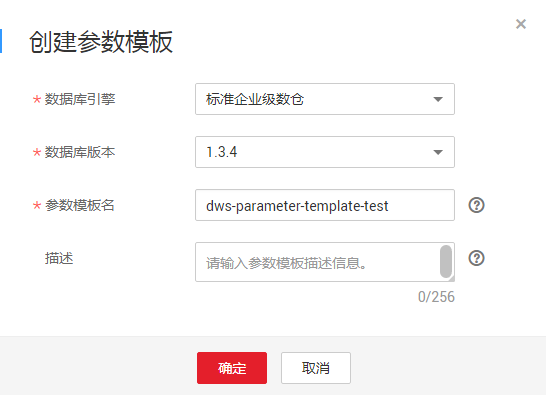 创建参数模板
* 数据库引擎 标准企业级数仓
* 数据库版本 1.3.4
* 参数模板名 dws-parameter-template-test
描述 请输入参数模板描述信息。
0/256
确定 取消